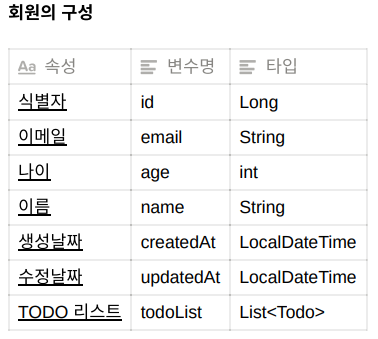 회원의 구성
Aa 속성 변수명 타입
식별자 id Long
이메일 email String
나이 age int
이름 name String
생성날짜 createdAt LocalDateTime
수정날짜 updatedAt LocalDateTime
TODO 리스트 todoList List<Todo>